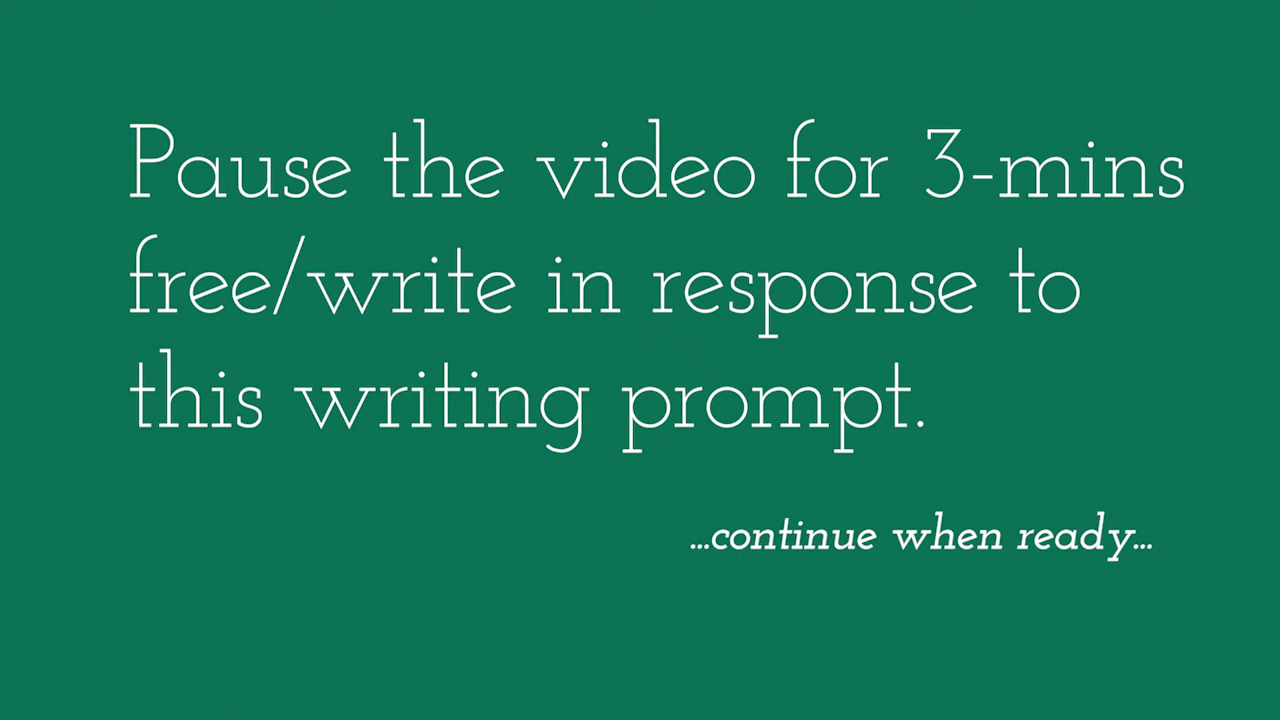 Pause the video for 3-mins
free/write in response to
this writing prompt.
...continue when ready...